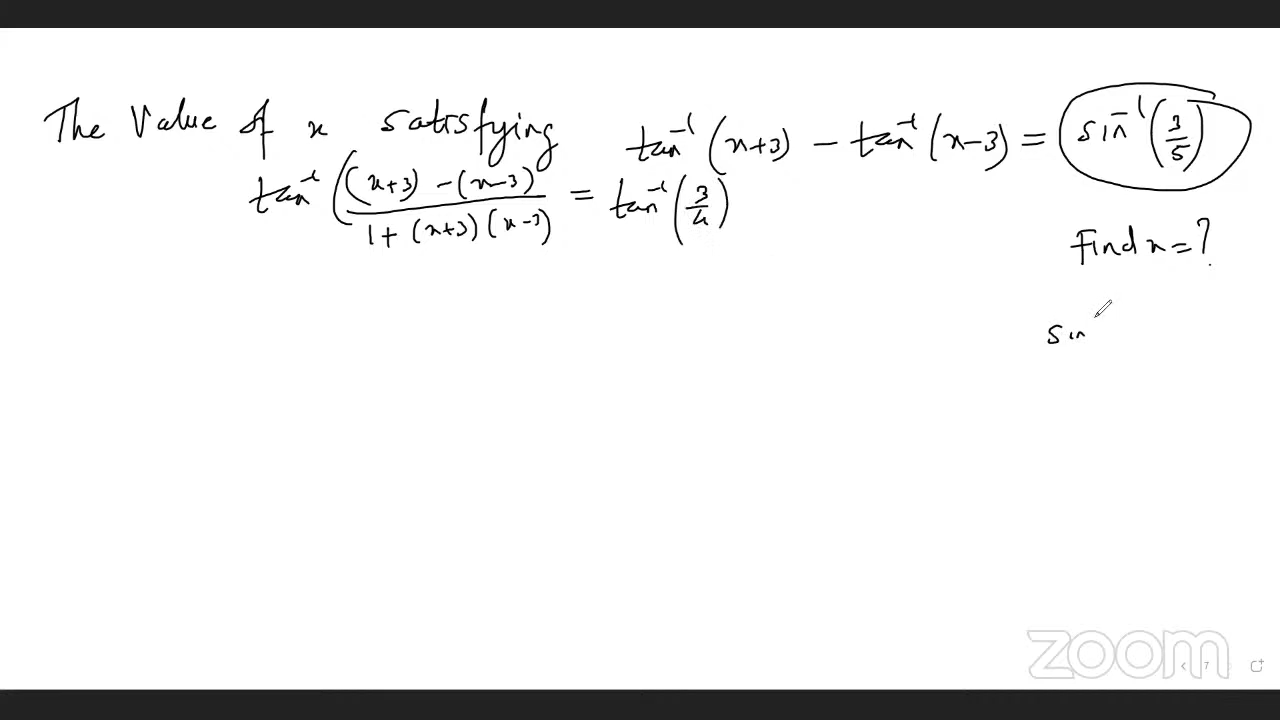 The Value of x satisfying tan⁻¹(x+3) − tan⁻¹(x−3) = sin⁻¹(3/5)
tan⁻¹((x+3) − (x−3) / 1 + (x+3)(x−3)) = tan⁻¹(3/4)
Find x = ?
sin
zoom
7